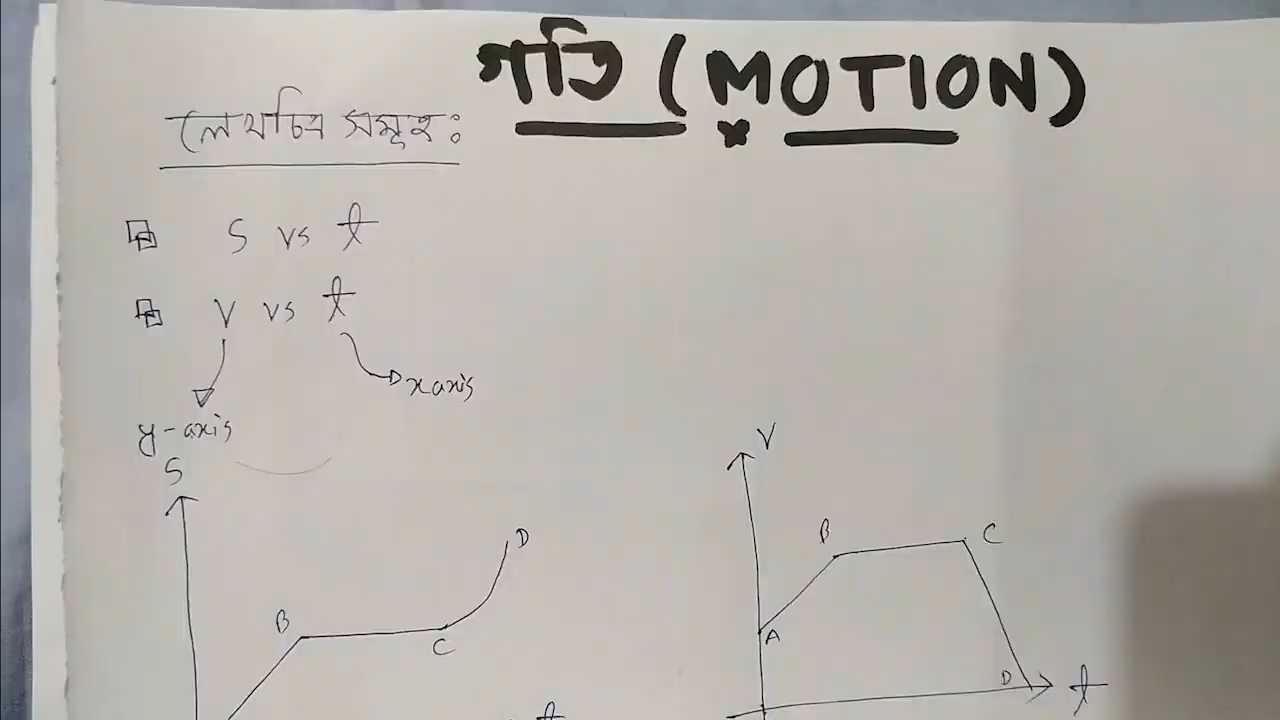 গতি (MOTION)
লেখচিত্র সমূহঃ
S vs t
V vs t
x axis
y-axis
S
V
D
B
C
B
C
A
D
t
t